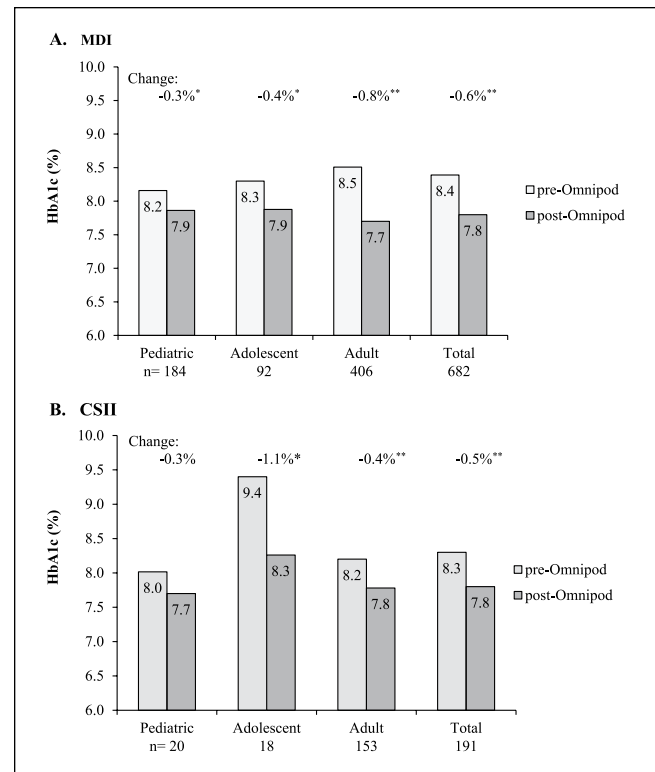 A. MDI
Change:
-0.3%* -0.4%* -0.8%** -0.6%**
HbA1c (%)
10.0
9.5
9.0
8.5
8.0
7.5
7.0
6.5
6.0
8.2 7.9 8.3 7.9 8.5 7.7 8.4 7.8
pre-Omnipod
post-Omnipod
Pediatric Adolescent Adult Total
n= 184 92 406 682
B. CSII
Change:
-0.3% -1.1%* -0.4%** -0.5%**
HbA1c (%)
10.0
9.5
9.0
8.5
8.0
7.5
7.0
6.5
6.0
8.0 7.7 9.4 8.3 8.2 7.8 8.3 7.8
pre-Omnipod
post-Omnipod
Pediatric Adolescent Adult Total
n= 20 18 153 191